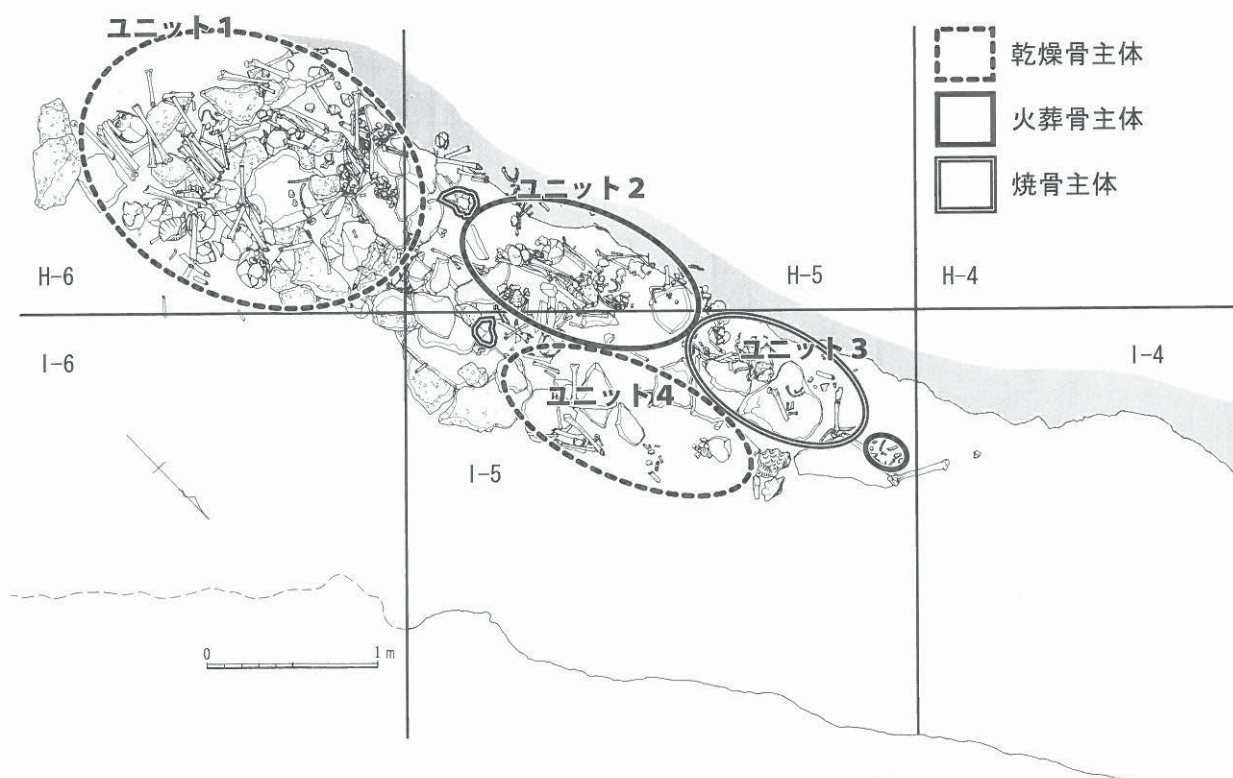 ユニット1
乾燥骨主体
火葬骨主体
焼骨主体
ユニット2
H-6
H-5
H-4
I-6
ユニット3
I-4
ユニット4
I-5
0 1m